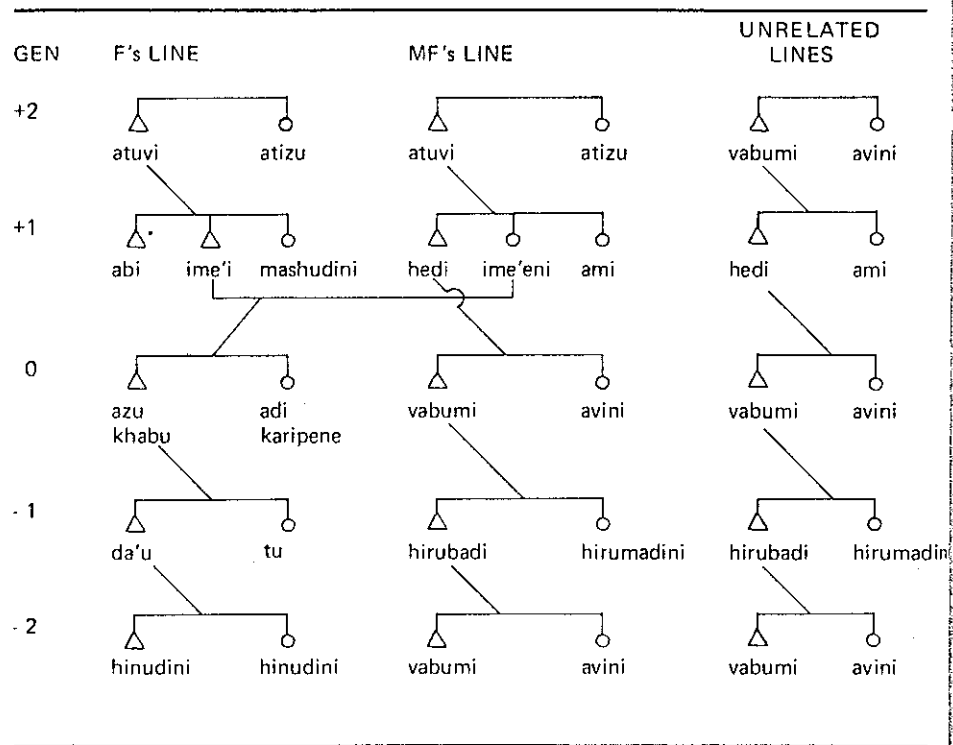 UNRELATED
GEN F's LINE MF's LINE LINES
+2
atuvi atizu atuvi atizu vabumi avini
+1
abi ime'i mashudini hedi ime'eni ami hedi ami
0
azu adi vabumi avini vabumi avini
khabu karipene
- 1
da'u tu hirubadi hirumadini hirubadi hirumadin
- 2
hinudini hinudini vabumi avini vabumi avini